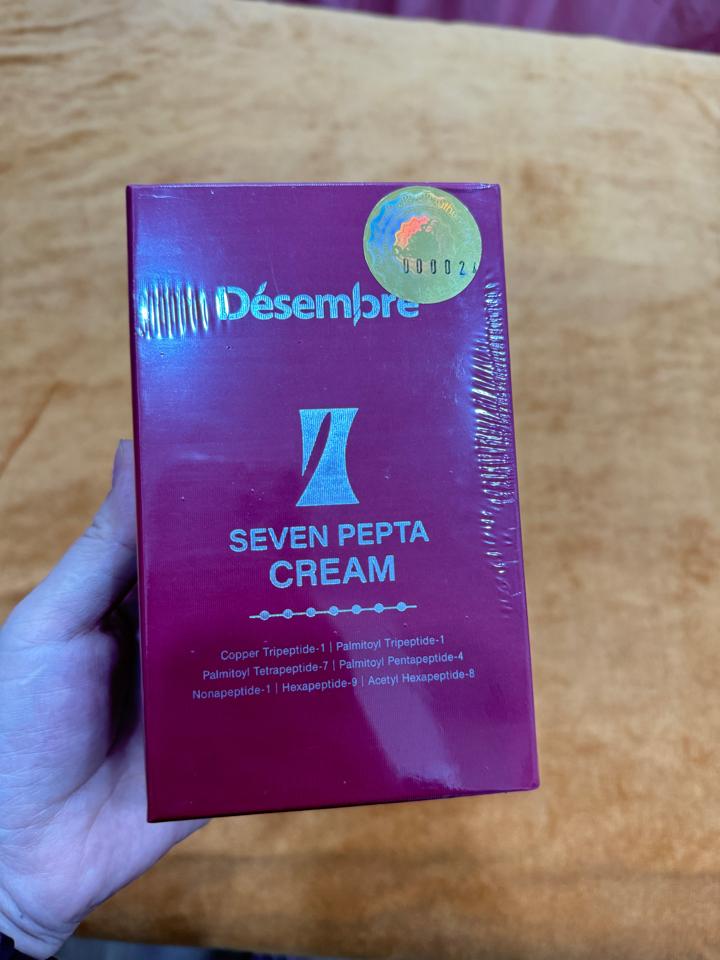 00002
Désembre
SEVEN PEPTA
CREAM
Copper Tripeptide-1 | Palmitoyl Tripeptide-1
Palmitoyl Tetrapeptide-7 | Palmitoyl Pentapeptide-4
Nonapeptide-1 | Hexapeptide-9 | Acetyl Hexapeptide-8